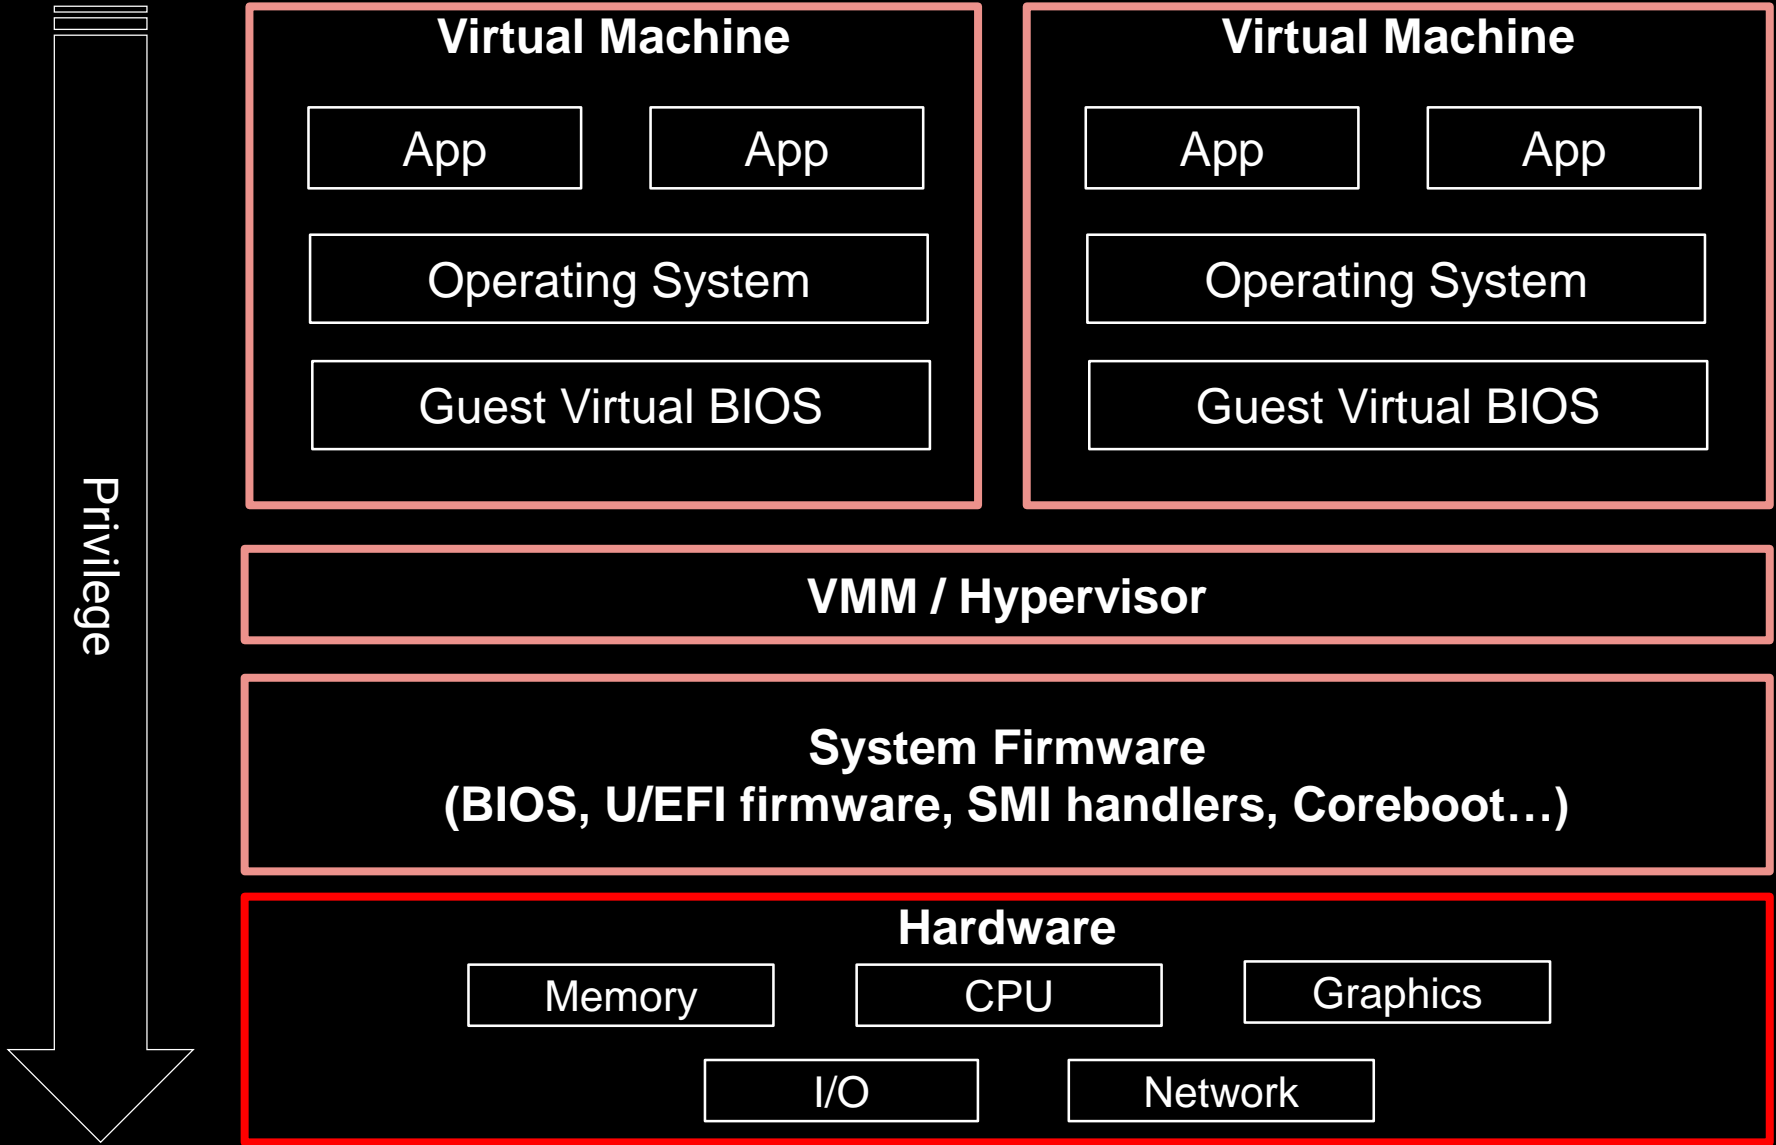 Privilege
Virtual Machine
App App
Operating System
Guest Virtual BIOS
Virtual Machine
App App
Operating System
Guest Virtual BIOS
VMM / Hypervisor
System Firmware
(BIOS, U/EFI firmware, SMI handlers, Coreboot…)
Hardware
Memory CPU Graphics
I/O Network